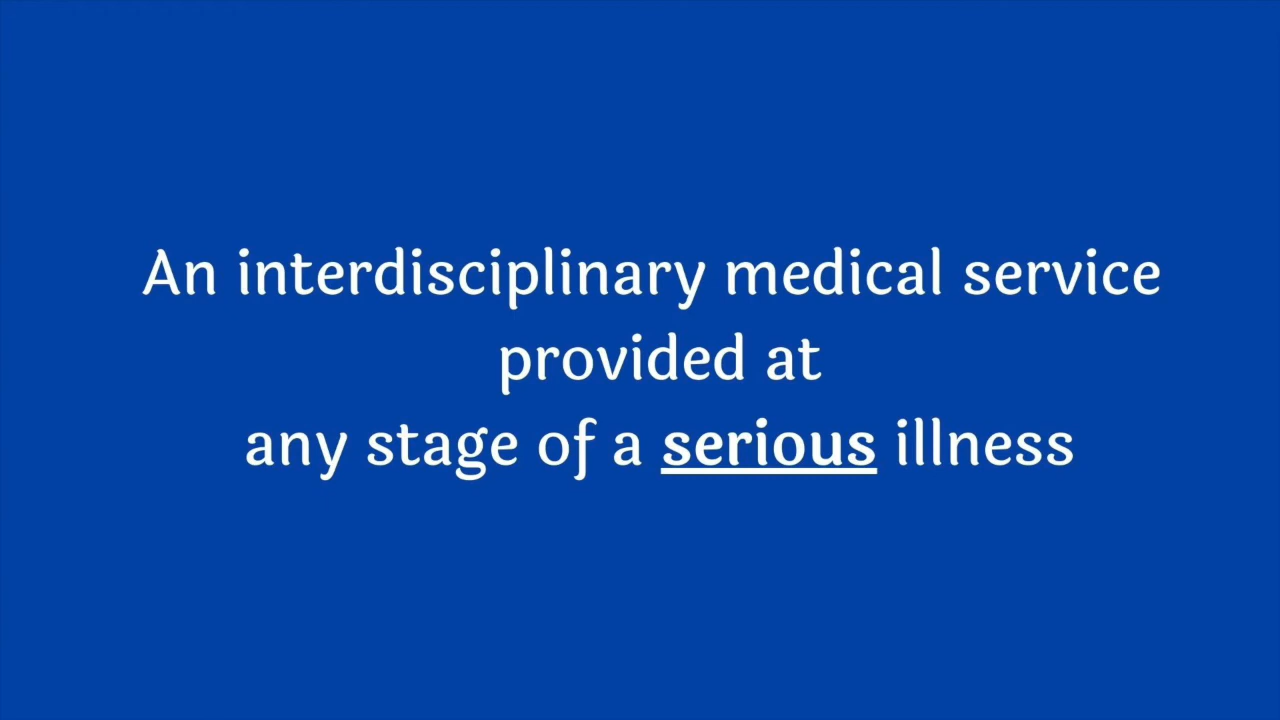 An interdisciplinary medical service
provided at
any stage of a serious illness